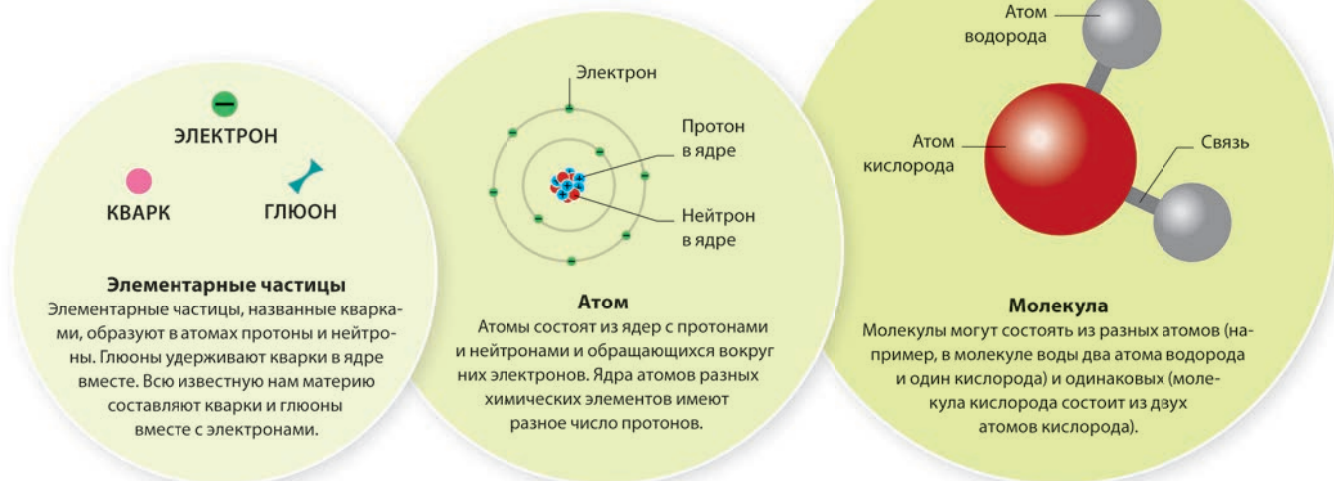 ЭЛЕКТРОН
КВАРК
ГЛЮОН
Элементарные частицы
Элементарные частицы, названные кварка-
ми, образуют в атомах протоны и нейтро-
ны. Глюоны удерживают кварки в ядре
вместе. Всю известную нам материю
составляют кварки и глюоны
вместе с электронами.
Электрон
Протон
в ядре
Нейтрон
в ядре
Атом
Атомы состоят из ядер с протонами
и нейтронами и обращающихся вокруг
них электронов. Ядра атомов разных
химических элементов имеют
разное число протонов.
Атом
водорода
Атом
кислорода
Связь
Молекула
Молекулы могут состоять из разных атомов (на-
пример, в молекуле воды два атома водорода
и один кислорода) и одинаковых (моле-
кула кислорода состоит из двух
атомов кислорода).